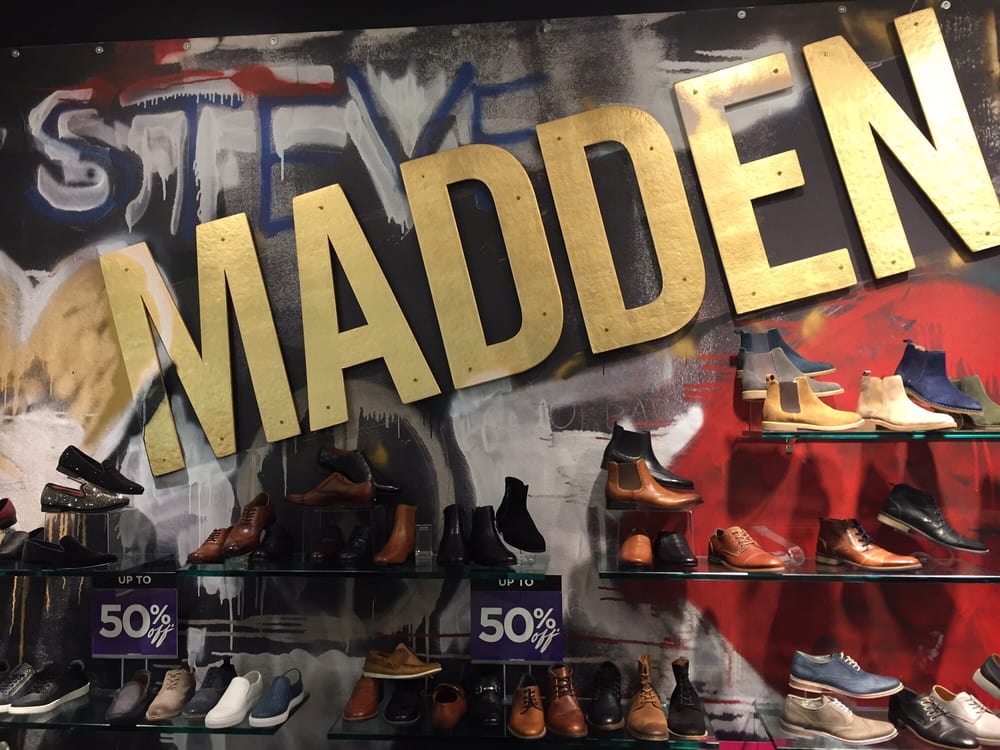 STEVE
MADDEN
UP TO
50% off
UP TO
50% off